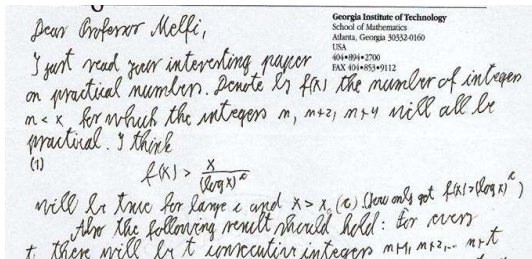 Georgia Institute of Technology
School of Mathematics
Atlanta, Georgia 30332-0160
USA
404•894•2700
FAX 404•853•9112
Dear Professor Melfi,
I just read your interesting paper
on practical numbers. Denote by f(x) the number of integers
n < x for which the integers n, n+2, n+4 will all be
practical. I think
(1) f(x) > x/(log x)^c
will be true for large c and x > x₀(c) (You only got f(x) > (log x)^c)
Also the following result should hold: for every
t, there will be t consecutive integers n+1, n+2, ... n+t